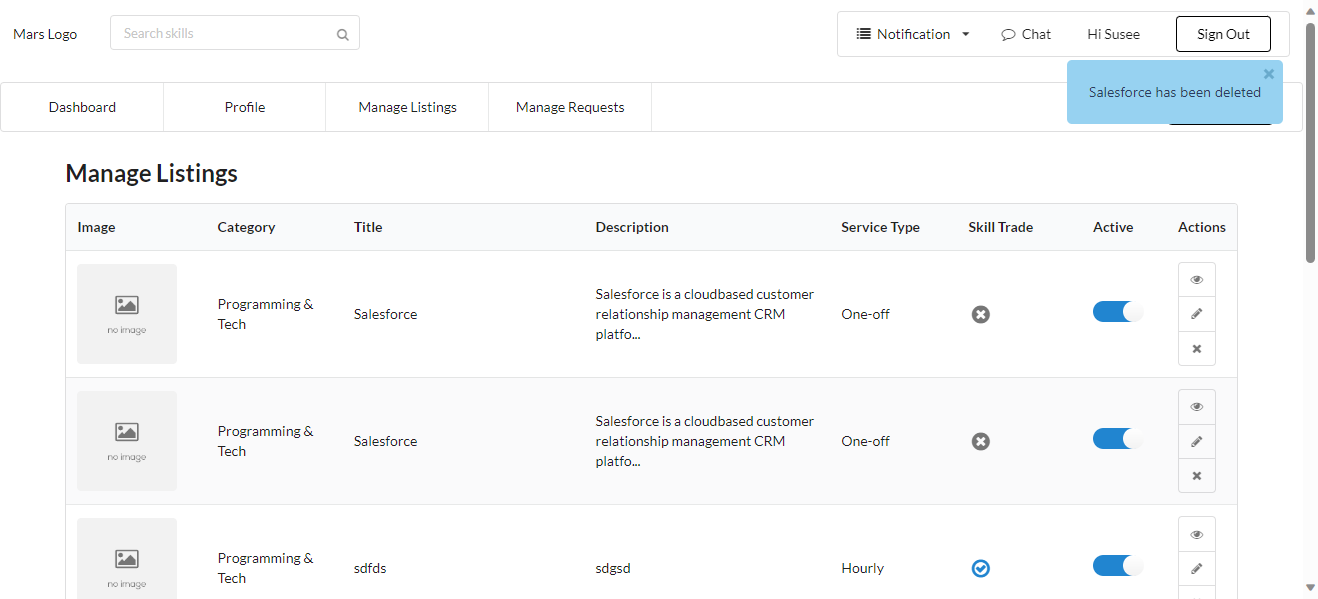 Mars Logo
Search skills
Notification
Chat
Hi Susee
Sign Out
Salesforce has been deleted
Dashboard
Profile
Manage Listings
Manage Requests
Manage Listings
Image Category Title Description Service Type Skill Trade Active Actions
no image
Programming &
Tech
Salesforce
Salesforce is a cloudbased customer
relationship management CRM
platfo...
One-off
no image
Programming &
Tech
Salesforce
Salesforce is a cloudbased customer
relationship management CRM
platfo...
One-off
no image
Programming &
Tech
sdfds
sdgsd
Hourly